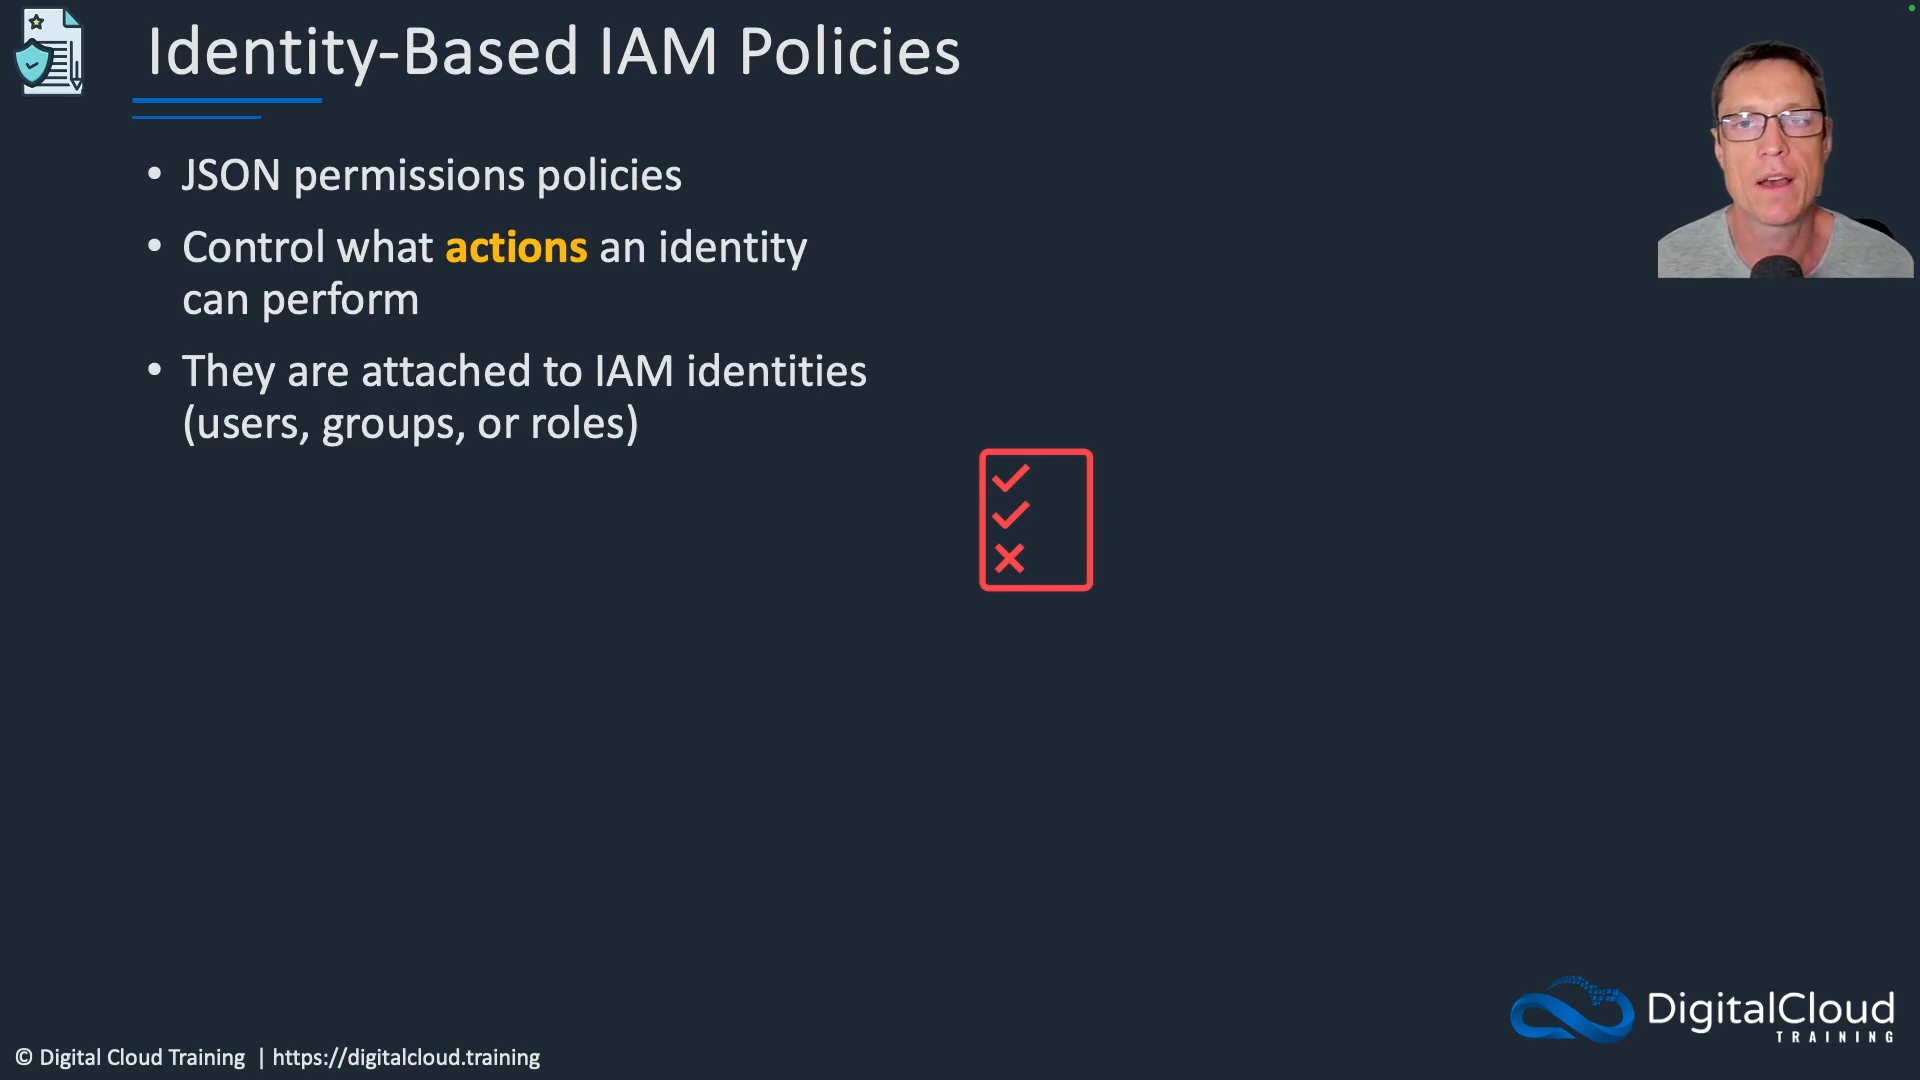 Identity-Based IAM Policies
• JSON permissions policies
• Control what actions an identity
can perform
• They are attached to IAM identities
(users, groups, or roles)
DigitalCloud
TRAINING
© Digital Cloud Training | https://digitalcloud.training